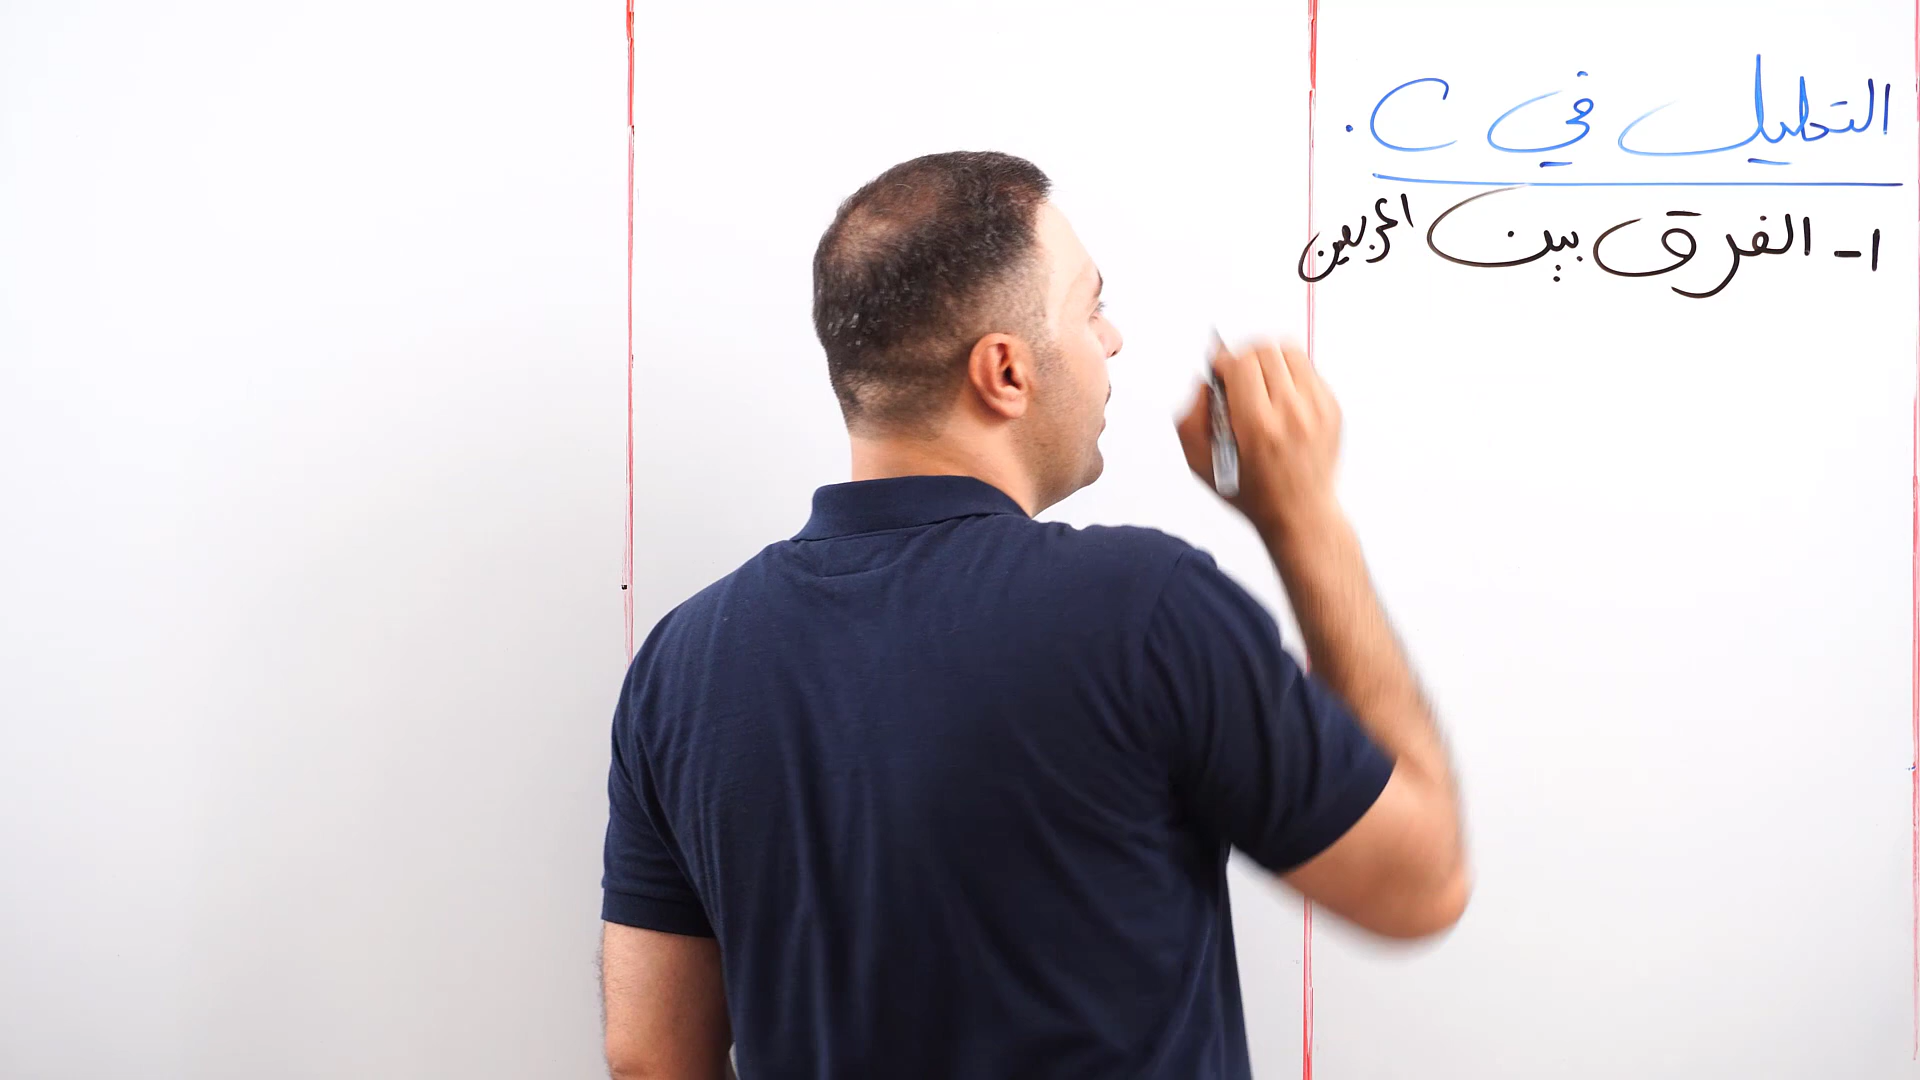 التحليل في C .
١- الفرق بين المربعين